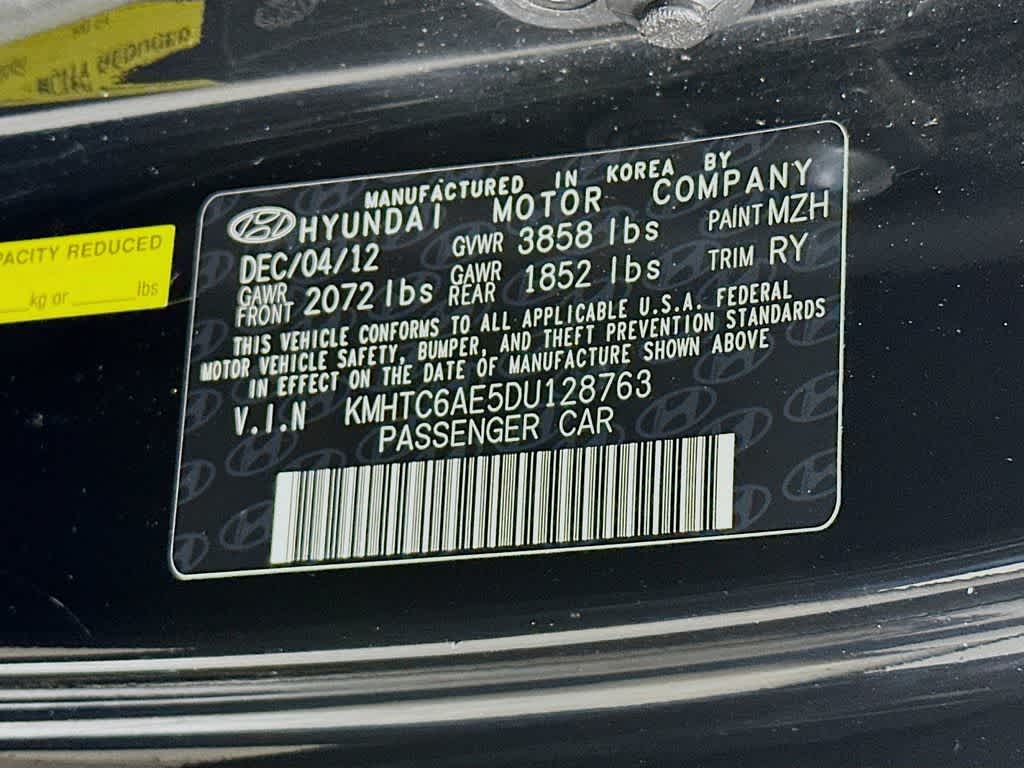 MANUFACTURED IN KOREA BY
HYUNDAI MOTOR COMPANY
DEC/04/12 GVWR 3858 lbs PAINT MZH
GAWR FRONT 2072 lbs GAWR REAR 1852 lbs TRIM RY
THIS VEHICLE CONFORMS TO ALL APPLICABLE U.S.A. FEDERAL
MOTOR VEHICLE SAFETY, BUMPER, AND THEFT PREVENTION STANDARDS
IN EFFECT ON THE DATE OF MANUFACTURE SHOWN ABOVE
V.I.N KMHTC6AE5DU128763
PASSENGER CAR
PACITY REDUCED
kg or lbs